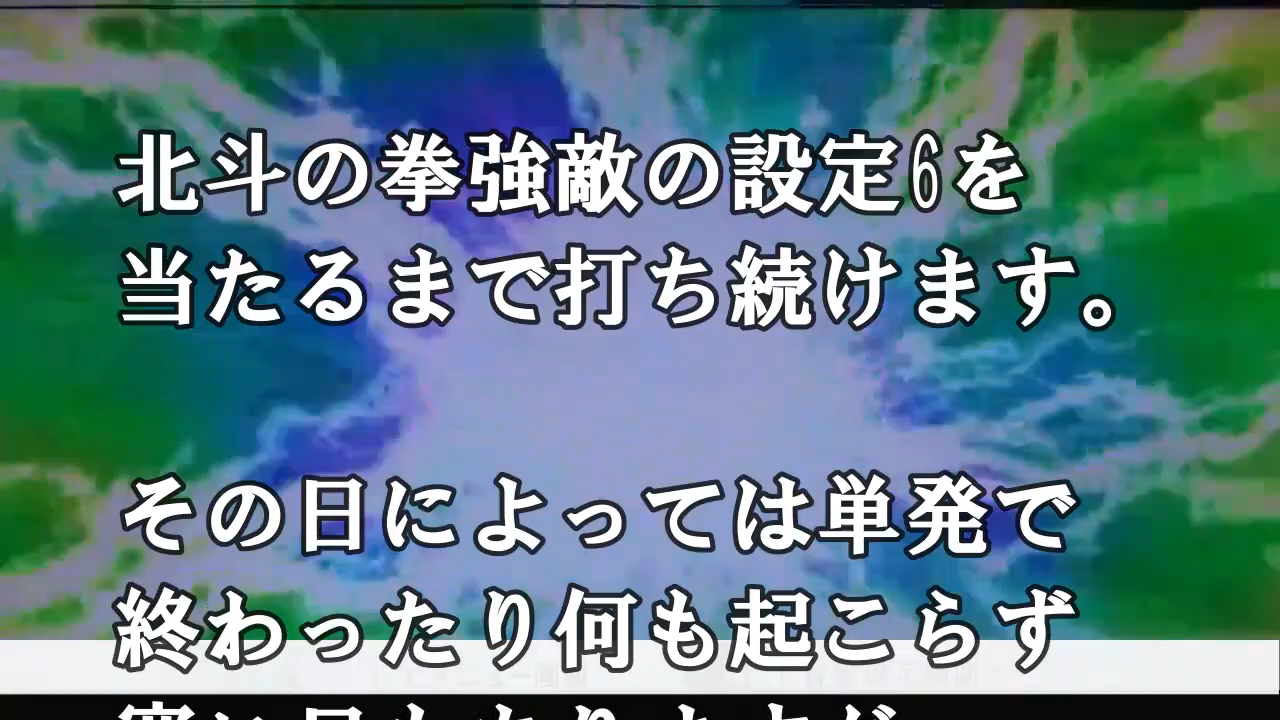 北斗の拳強敵の設定6を
当たるまで打ち続けます。
その日によっては単発で
終わったり何も起こらず